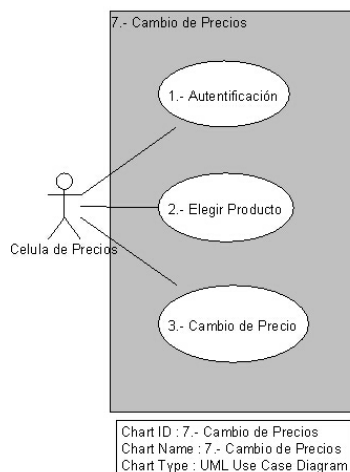 7.- Cambio de Precios
1.- Autentificación
2.- Elegir Producto
Celula de Precios
3.- Cambio de Precio
Chart ID : 7.- Cambio de Precios
Chart Name : 7.- Cambio de Precios
Chart Type : UML Use Case Diagram